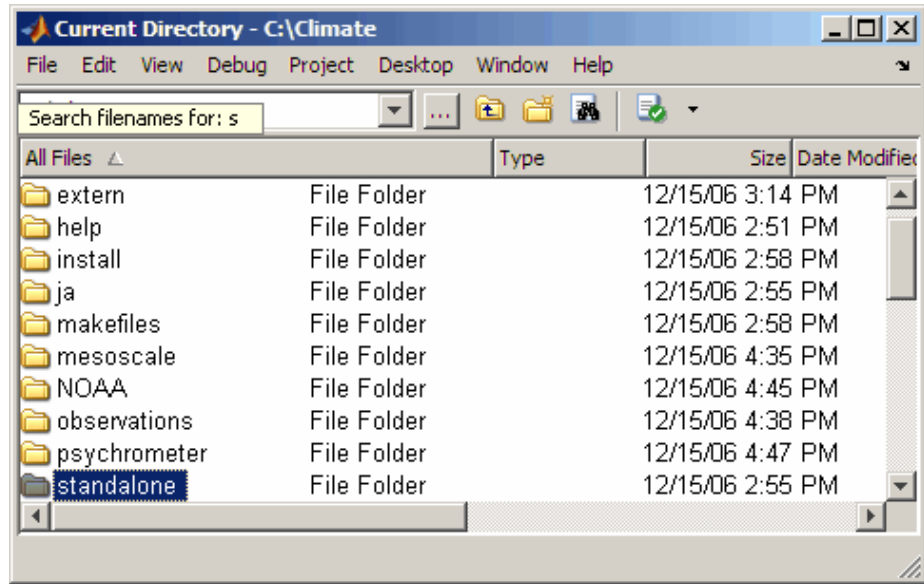 Current Directory - C:\Climate
File Edit View Debug Project Desktop Window Help
Search filenames for: s
...
All Files Type Size Date Modified
extern File Folder 12/15/06 3:14 PM
help File Folder 12/15/06 2:51 PM
install File Folder 12/15/06 2:58 PM
ja File Folder 12/15/06 2:55 PM
makefiles File Folder 12/15/06 2:58 PM
mesoscale File Folder 12/15/06 4:35 PM
NOAA File Folder 12/15/06 4:45 PM
observations File Folder 12/15/06 4:38 PM
psychrometer File Folder 12/15/06 4:47 PM
standalone File Folder 12/15/06 2:55 PM